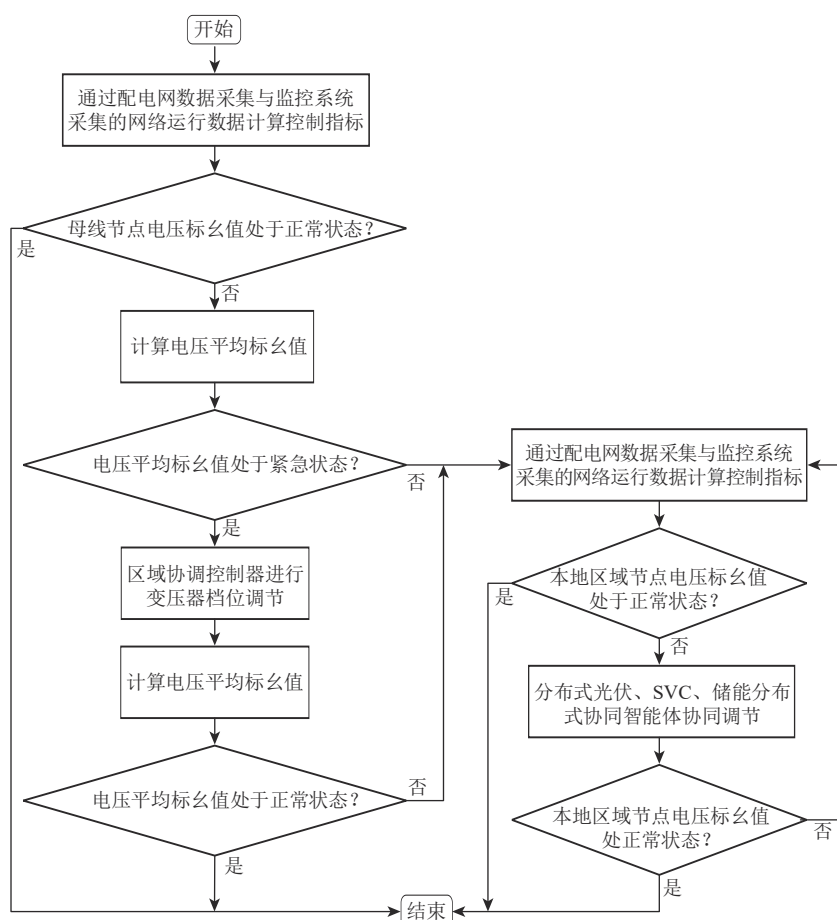 开始
通过配电网数据采集与监控系统
采集的网络运行数据计算控制指标
母线节点电压标幺值处于正常状态?
是
否
计算电压平均标幺值
电压平均标幺值处于紧急状态?
否
是
区域协调控制器进行
变压器档位调节
计算电压平均标幺值
电压平均标幺值处于正常状态?
否
是
通过配电网数据采集与监控系统
采集的网络运行数据计算控制指标
本地区域节点电压标幺值
处于正常状态?
是
否
分布式光伏、SVC、储能分布
式协同智能体协同调节
本地区域节点电压标幺值
处正常状态?
否
是
结束